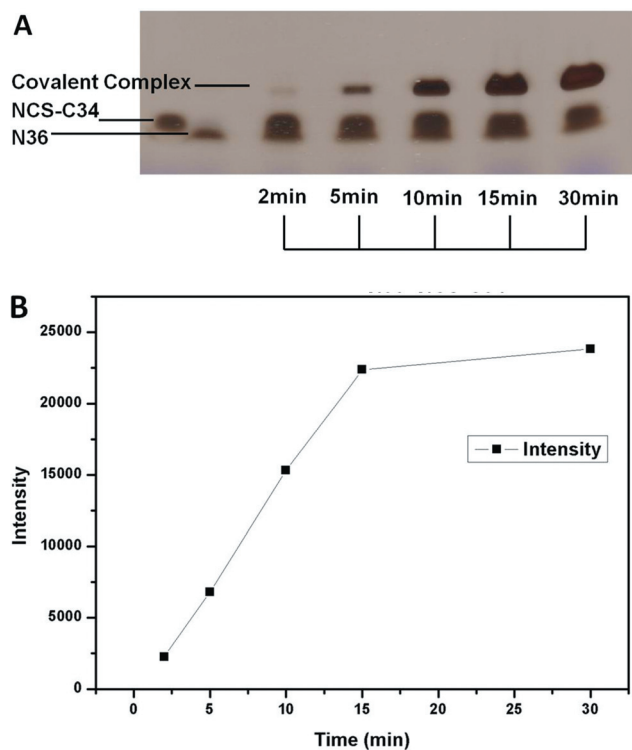 A
Covalent Complex
NCS-C34
N36
2min 5min 10min 15min 30min
B
25000
20000
15000
10000
5000
0
Intensity
Intensity
0 5 10 15 20 25 30
Time (min)